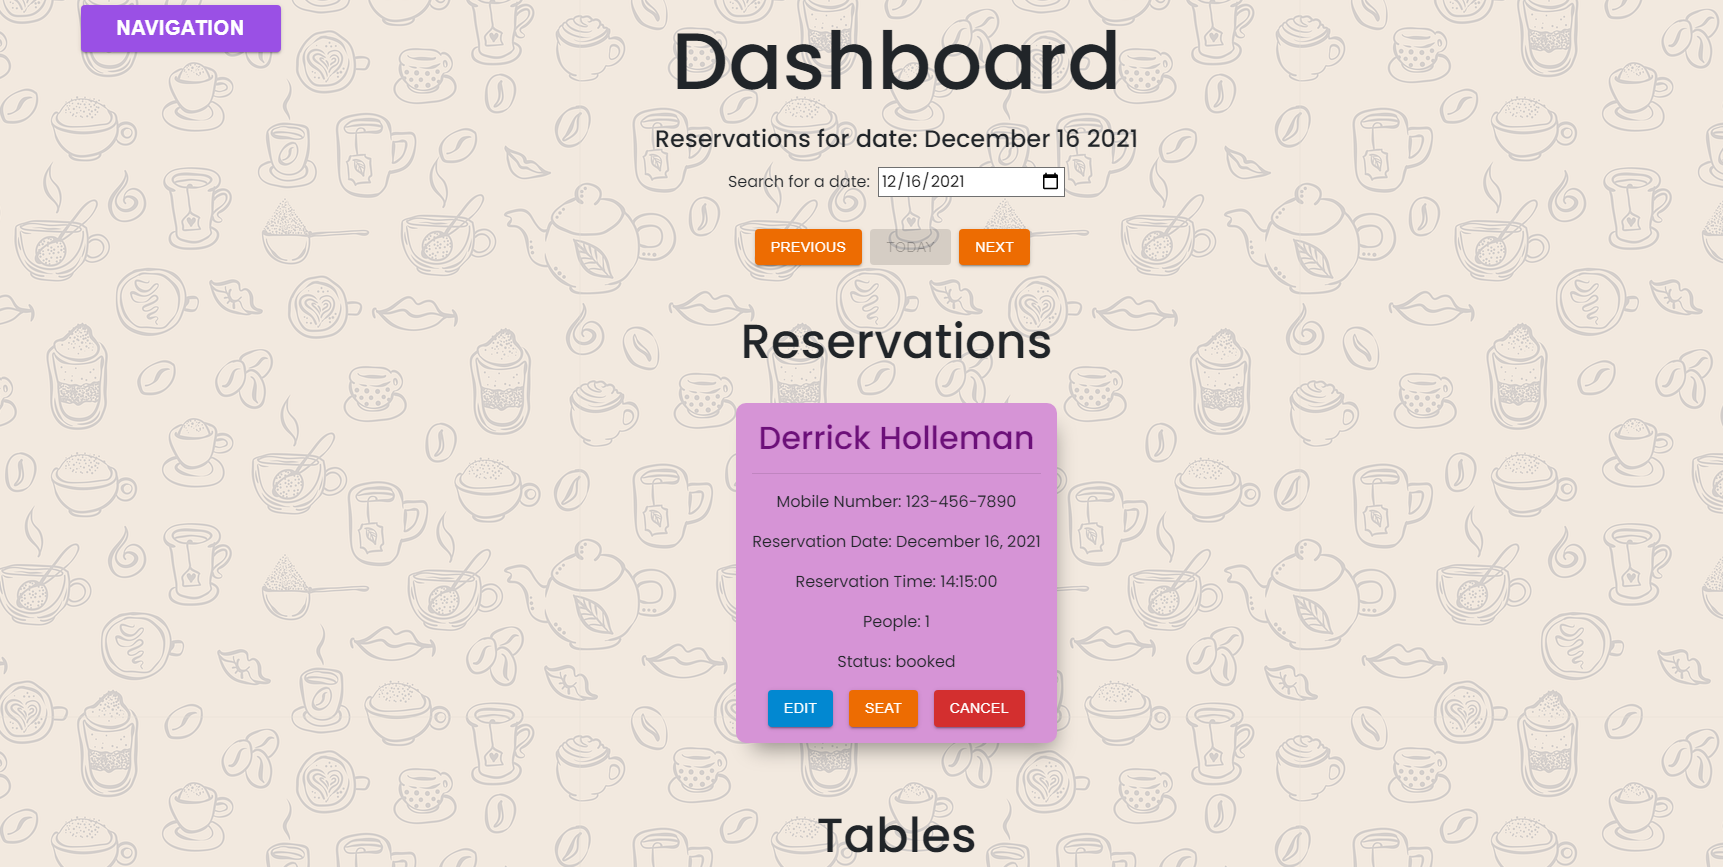 NAVIGATION
Dashboard
Reservations for date: December 16 2021
Search for a date: 12/16/2021
PREVIOUS TODAY NEXT
Reservations
Derrick Holleman
Mobile Number: 123-456-7890
Reservation Date: December 16, 2021
Reservation Time: 14:15:00
People: 1
Status: booked
EDIT SEAT CANCEL
Tables